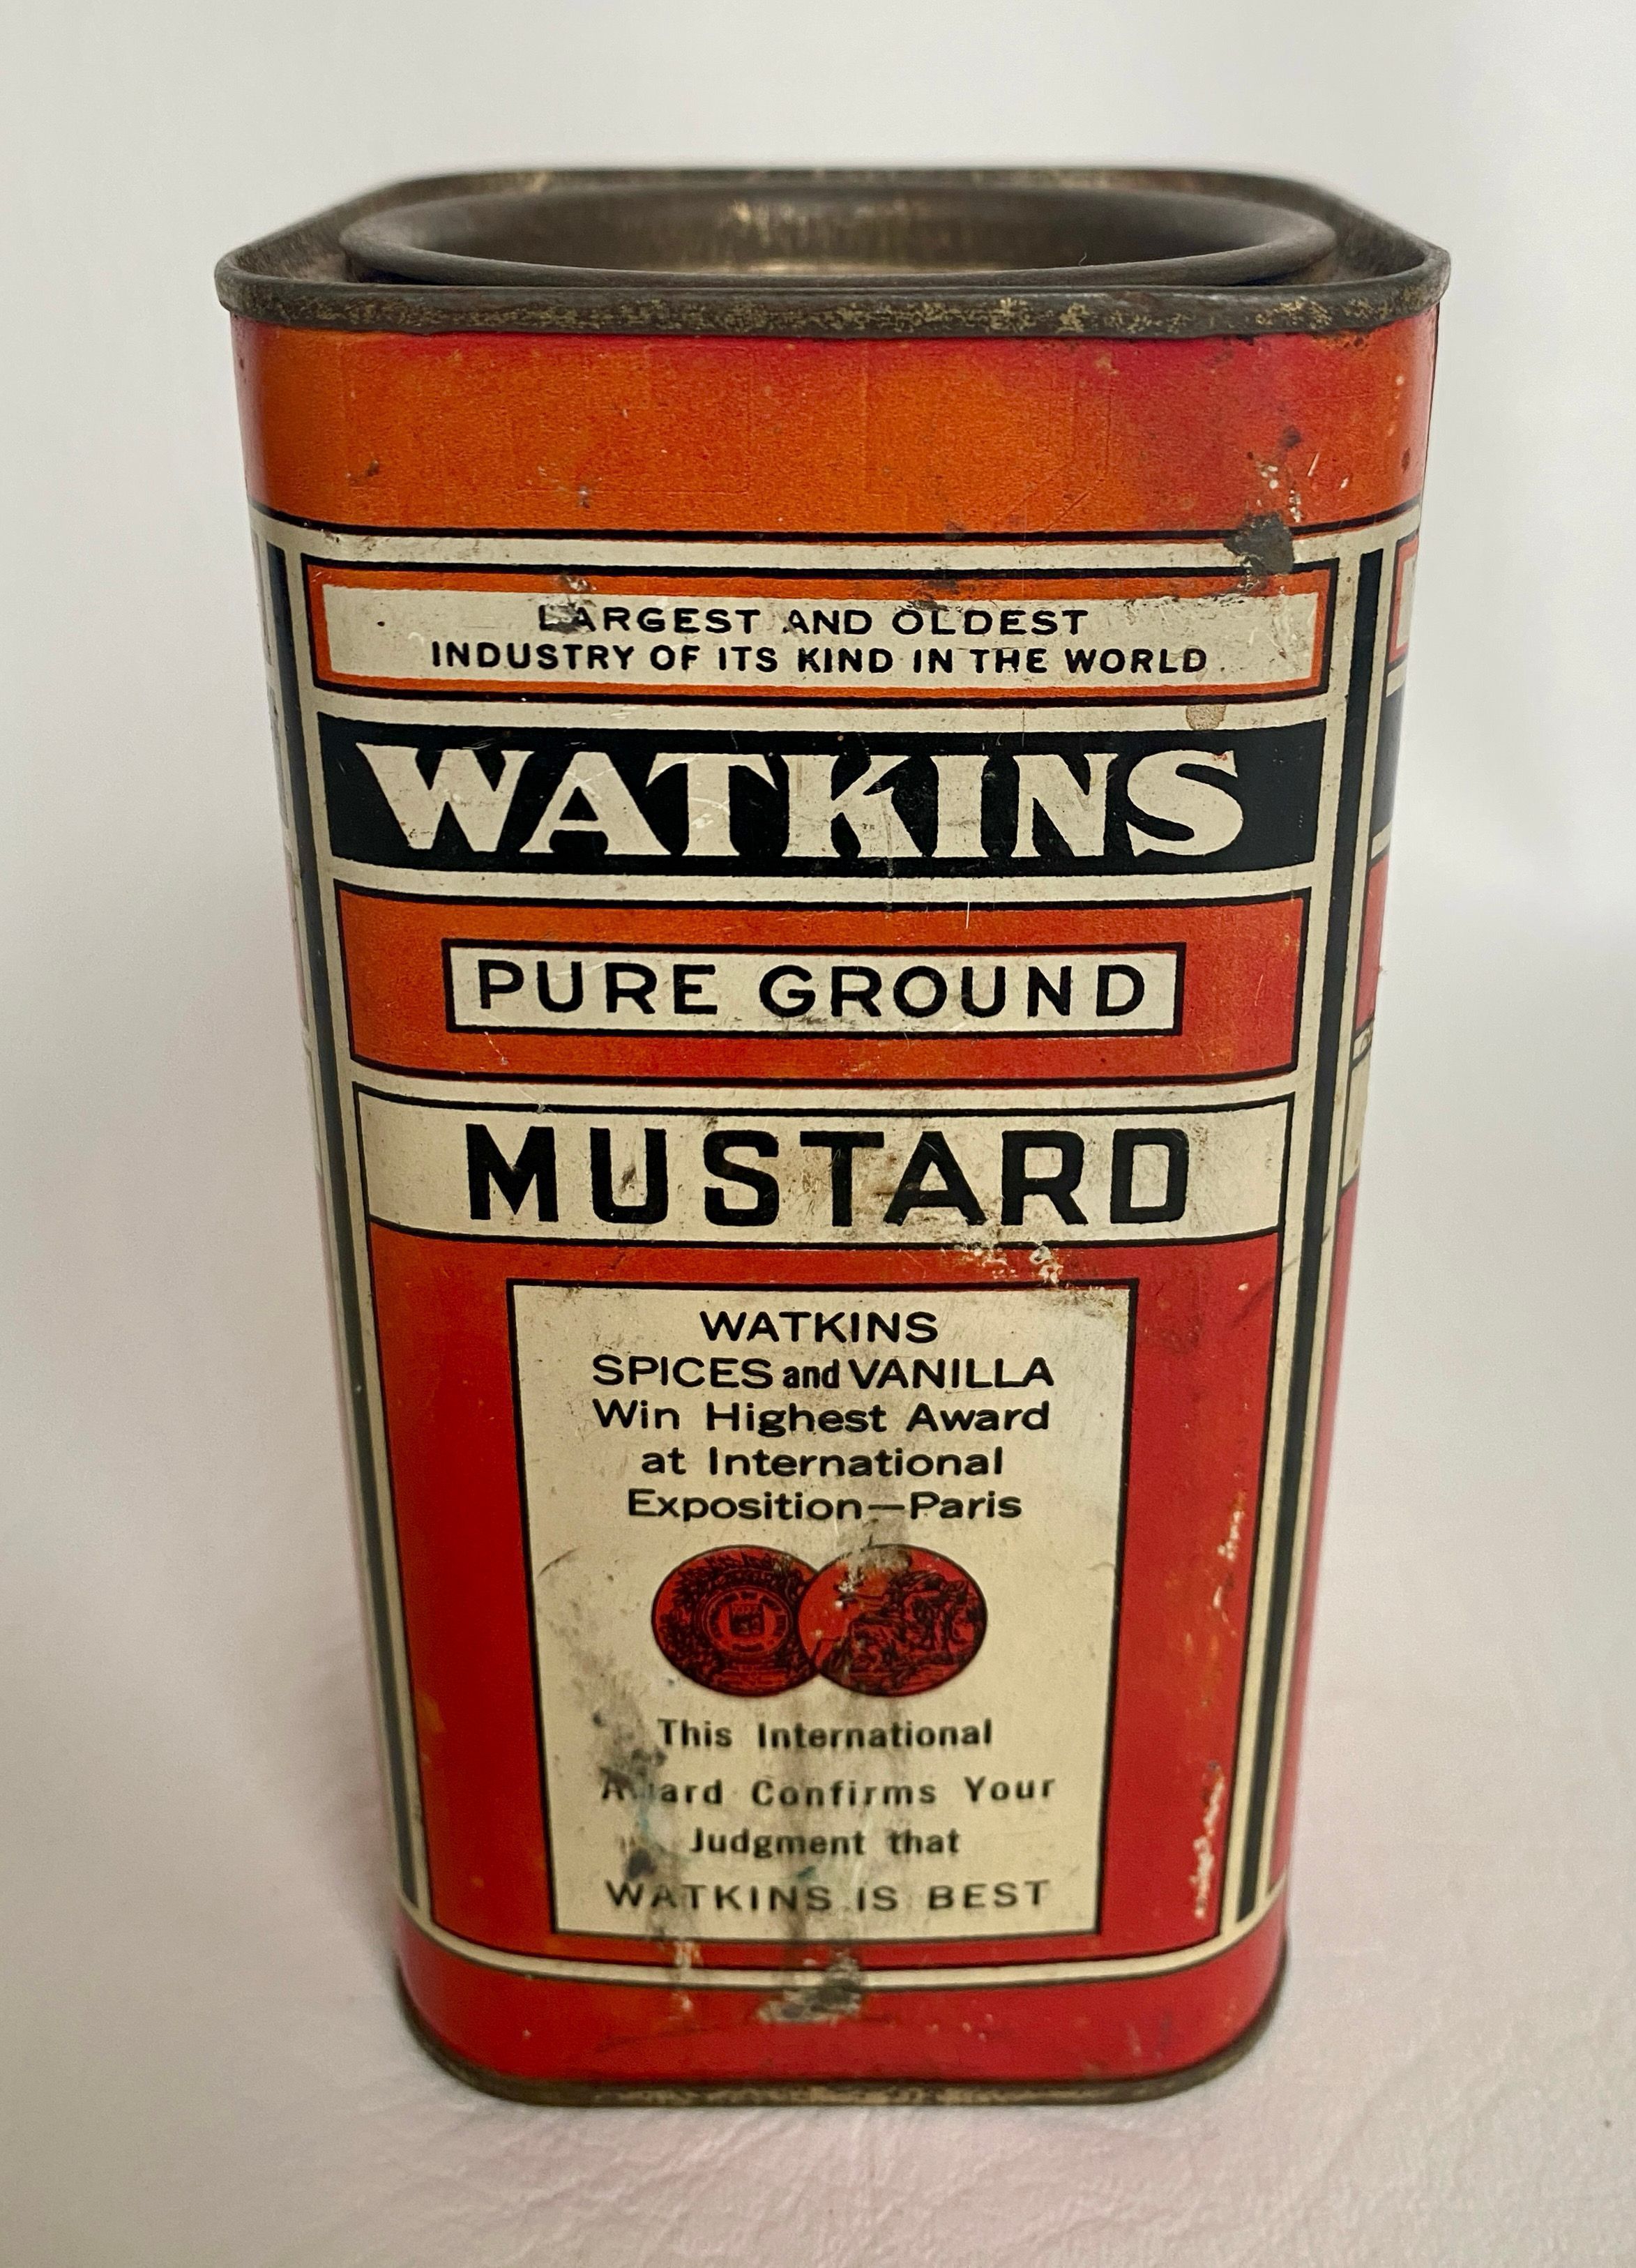 LARGEST AND OLDEST
INDUSTRY OF ITS KIND IN THE WORLD
WATKINS
PURE GROUND
MUSTARD
WATKINS
SPICES and VANILLA
Win Highest Award
at International
Exposition—Paris
This International
Award Confirms Your
Judgment that
WATKINS IS BEST